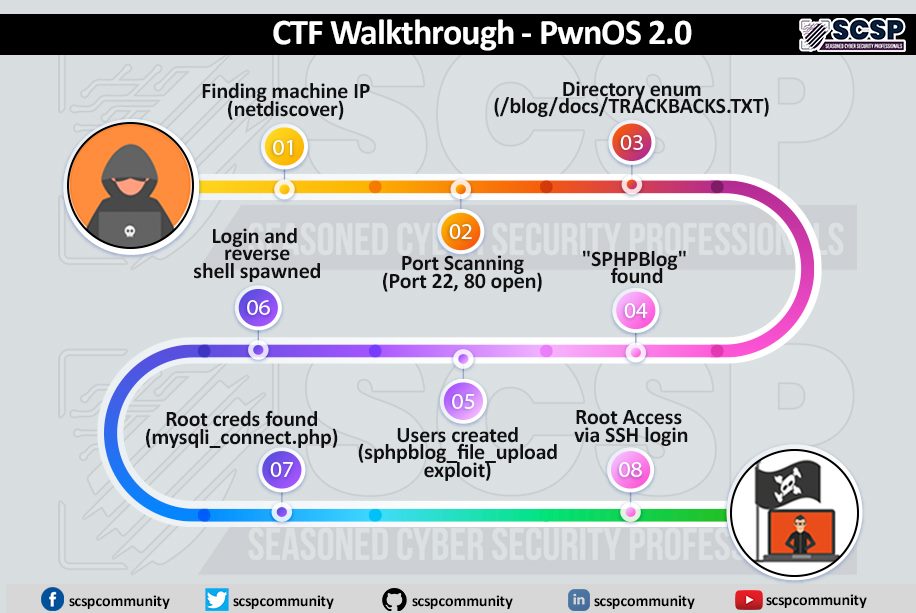 CTF Walkthrough - PwnOS 2.0
SCSP
SEASONED CYBER SECURITY PROFESSIONALS
Finding machine IP
(netdiscover)
01
02
Port Scanning
(Port 22, 80 open)
Directory enum
(/blog/docs/TRACKBACKS.TXT)
03
"SPHPBlog"
found
04
05
Users created
(sphpblog_file_upload
exploit)
Login and
reverse
shell spawned
06
Root creds found
(mysqli_connect.php)
07
Root Access
via SSH login
08
SCSP
SEASONED CYBER SECURITY PROFESSIONALS
SCSP
SEASONED CYBER SECURITY PROFESS
scspcommunity
scspcommunity
scspcommunity
scspcommunity
scspcommunity